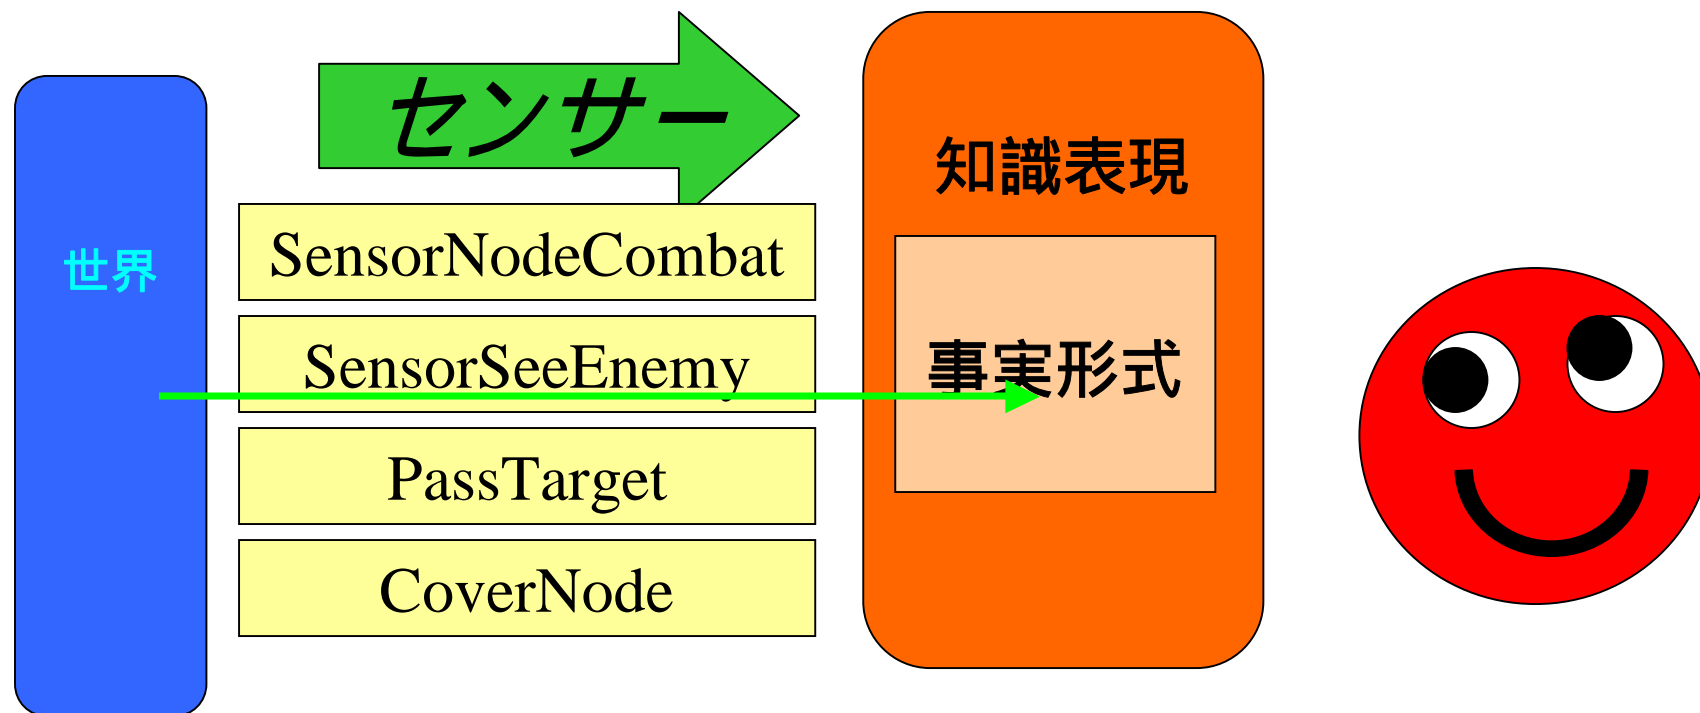 センサー
世界
SensorNodeCombat
SensorSeeEnemy
PassTarget
CoverNode
知識表現
事実形式